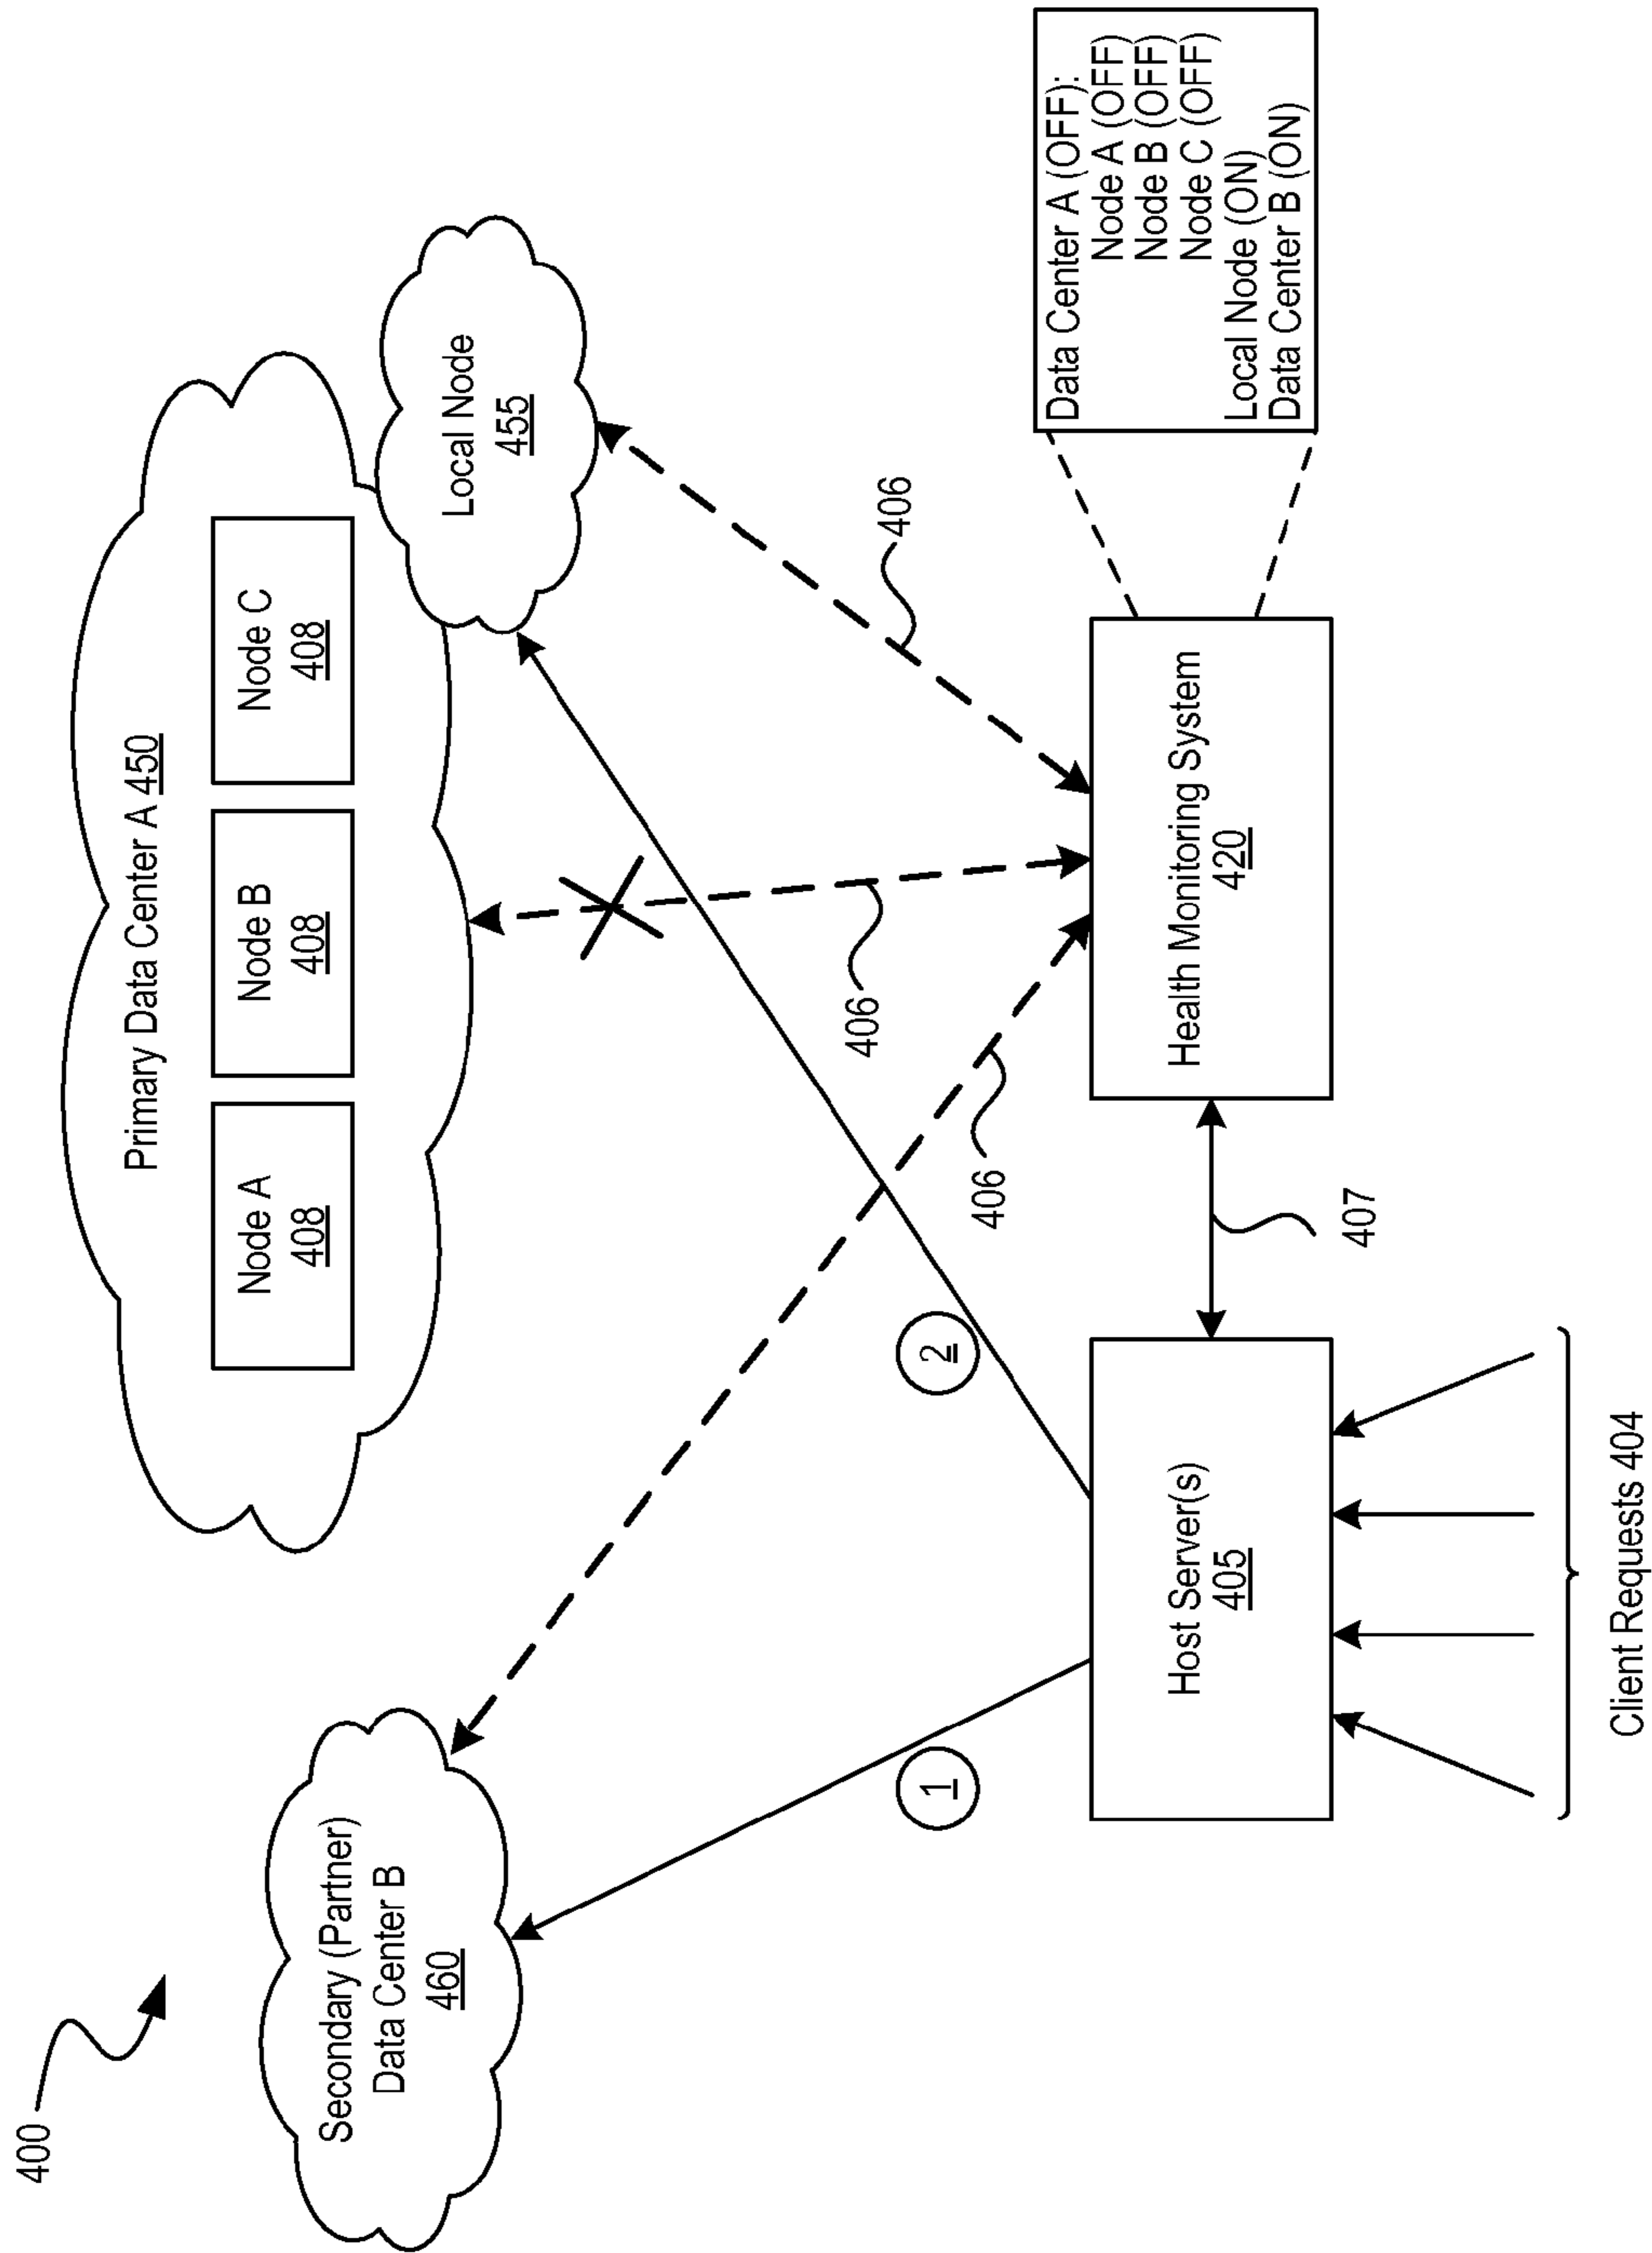 400
Primary Data Center A 450
Node A
408
Node B
408
Node C
408
Secondary (Partner)
Data Center B
460
Local Node
455
1
2
406
406
406
Host Server(s)
405
407
Health Monitoring System
420
Data Center A (OFF):
Node A (OFF)
Node B (OFF)
Node C (OFF)
Local Node (ON)
Data Center B (ON)
Client Requests 404